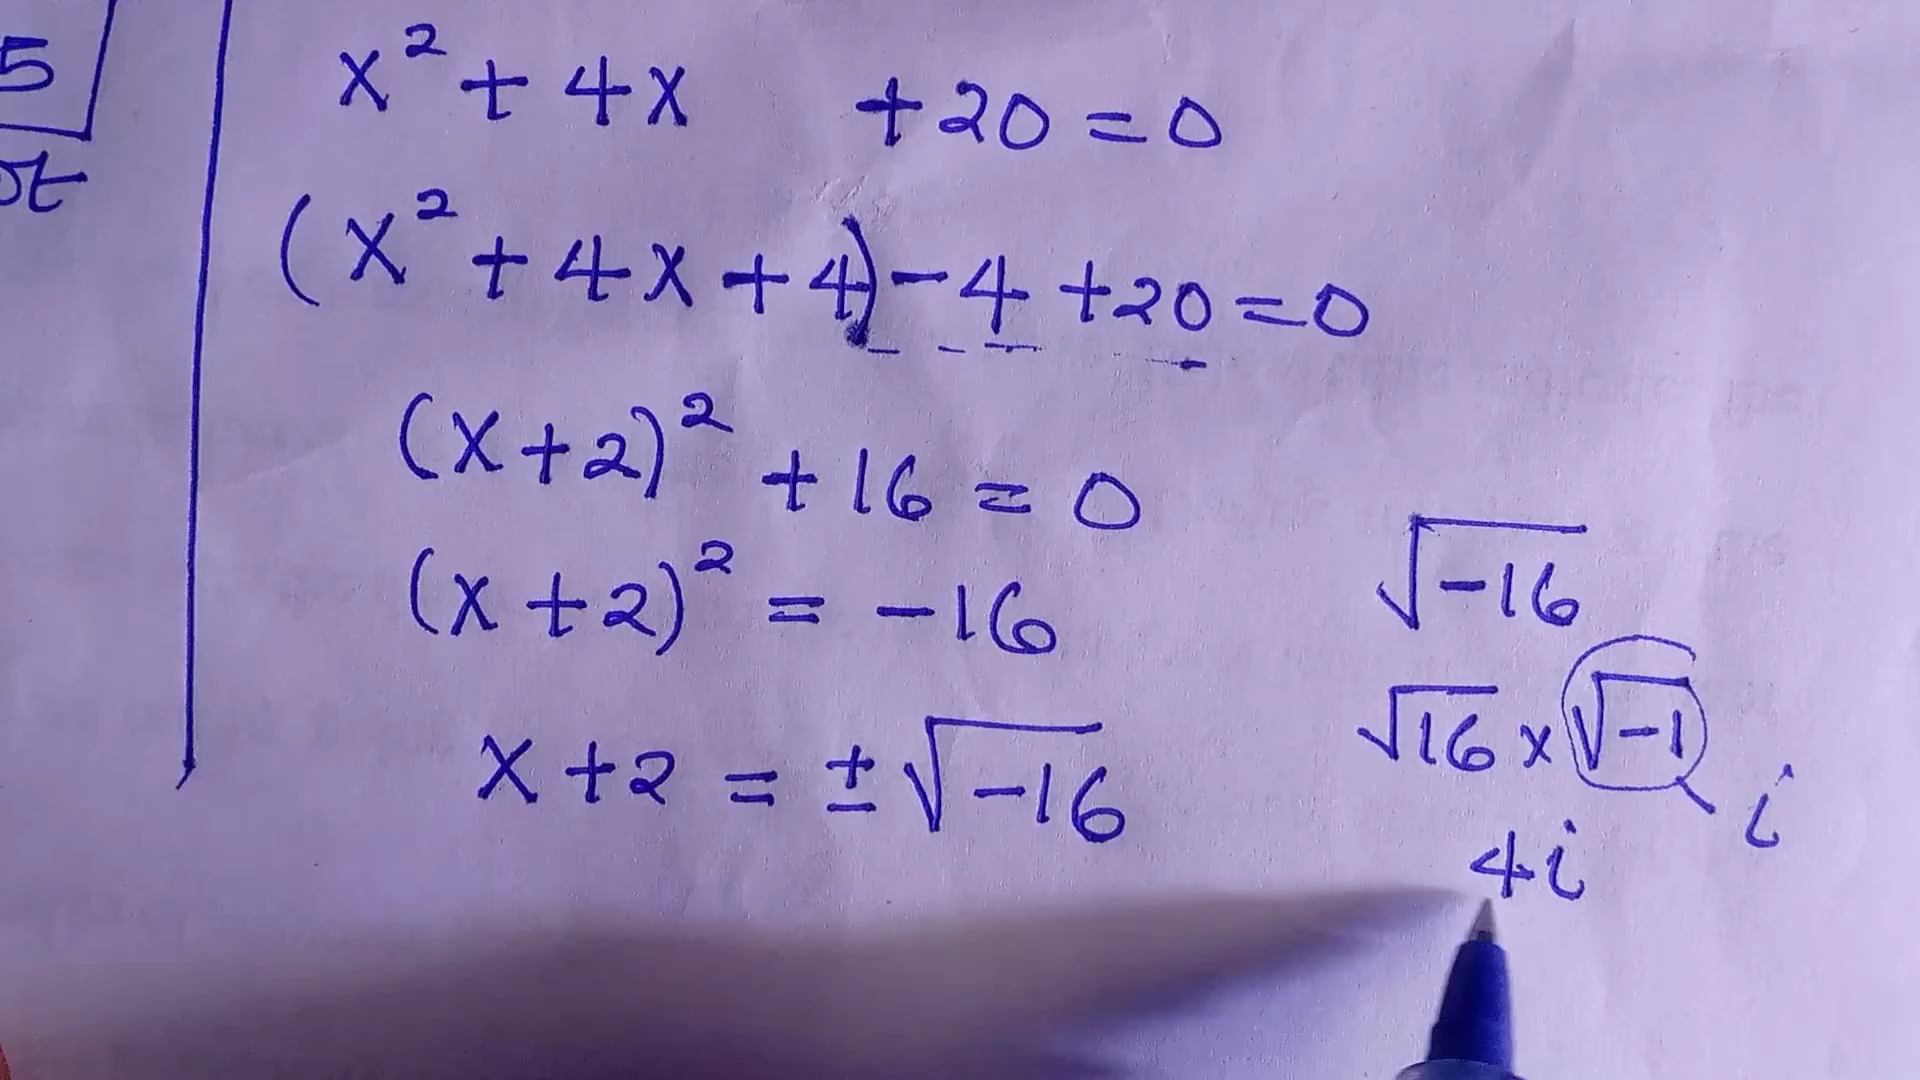 5
x² + 4x + 20 = 0
(x² + 4x + 4) - 4 + 20 = 0
(x + 2)² + 16 = 0
(x + 2)² = -16
x + 2 = ± √-16
√-16
√16 x √-1
i
4i